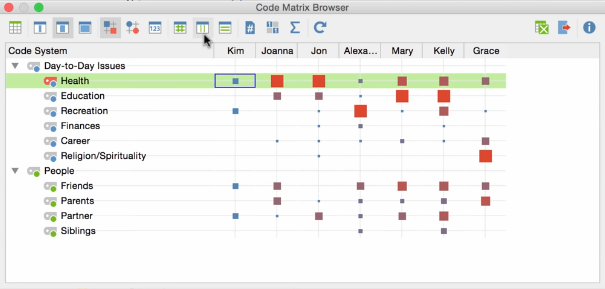 Code Matrix Browser
123
Σ
Code System Kim Joanna Jon Alexa... Mary Kelly Grace
Day-to-Day Issues
Health
Education
Recreation
Finances
Career
Religion/Spirituality
People
Friends
Parents
Partner
Siblings